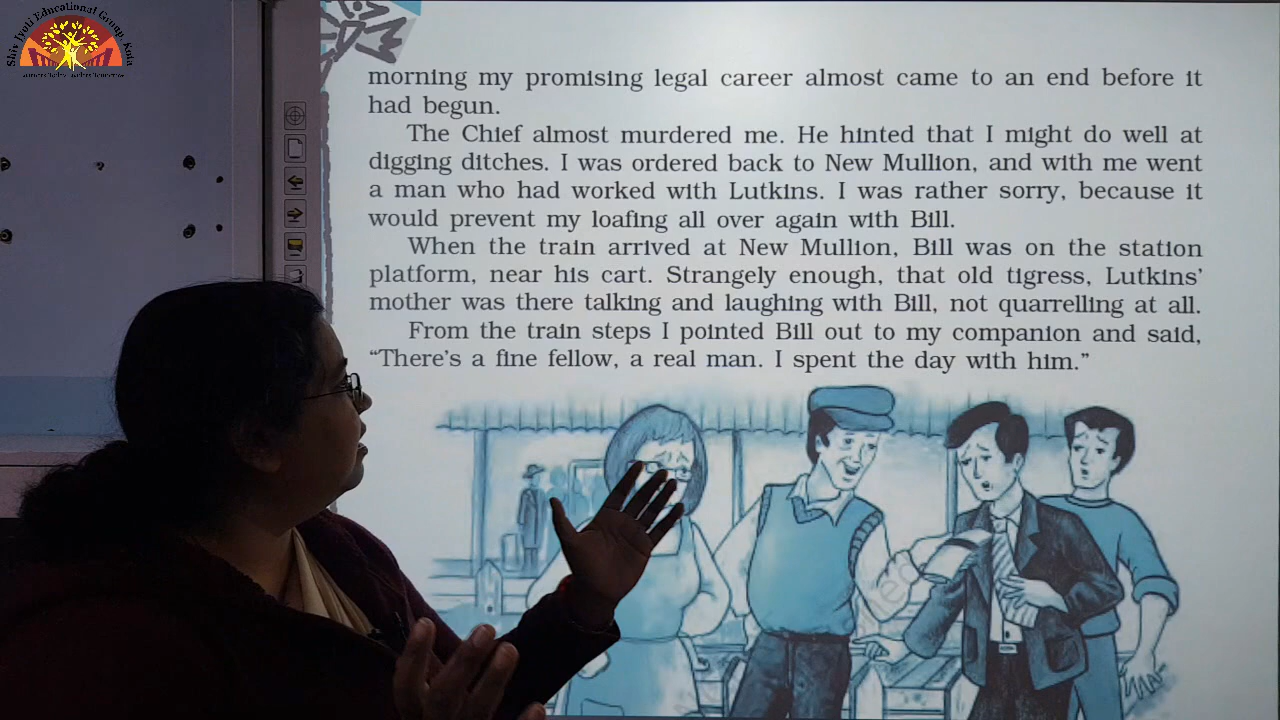 Shiv Jyoti Educational Group, Kota
morning my promising legal career almost came to an end before it
had begun.
The Chief almost murdered me. He hinted that I might do well at
digging ditches. I was ordered back to New Mullion, and with me went
a man who had worked with Lutkins. I was rather sorry, because it
would prevent my loafing all over again with Bill.
When the train arrived at New Mullion, Bill was on the station
platform, near his cart. Strangely enough, that old tigress, Lutkins’
mother was there talking and laughing with Bill, not quarrelling at all.
From the train steps I pointed Bill out to my companion and said,
“There’s a fine fellow, a real man. I spent the day with him.”